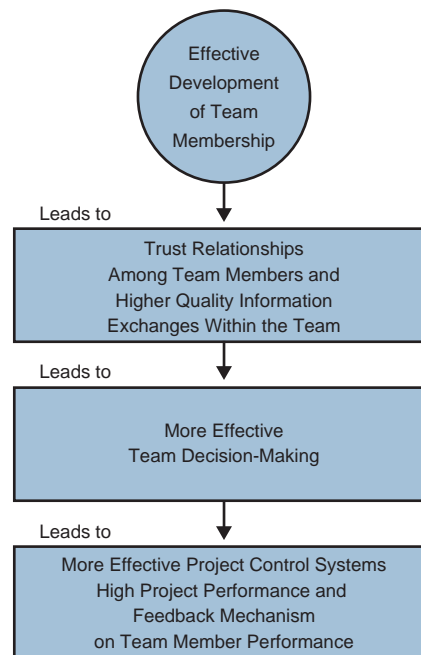 Effective
Development
of Team
Membership
Leads to
Trust Relationships
Among Team Members and
Higher Quality Information
Exchanges Within the Team
Leads to
More Effective
Team Decision-Making
Leads to
More Effective Project Control Systems
High Project Performance and
Feedback Mechanism
on Team Member Performance